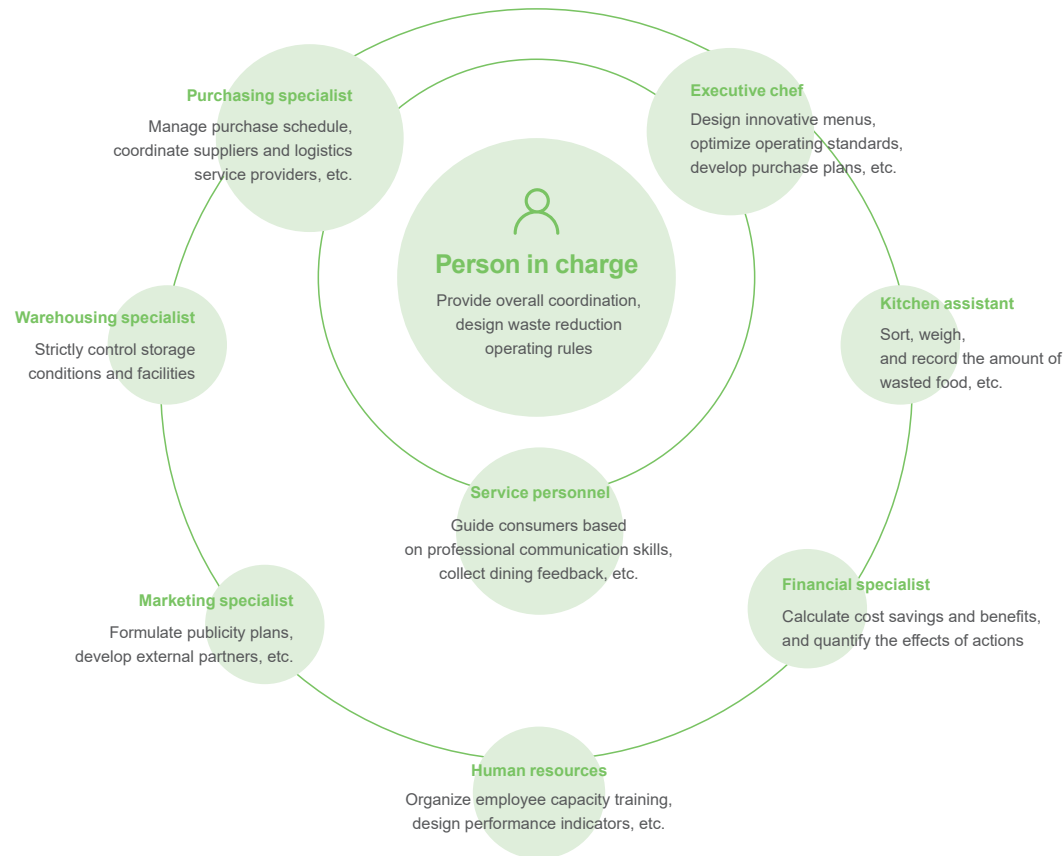 Purchasing specialist
Manage purchase schedule,
coordinate suppliers and logistics
service providers, etc.
Executive chef
Design innovative menus,
optimize operating standards,
develop purchase plans, etc.
Person in charge
Provide overall coordination,
design waste reduction
operating rules
Warehousing specialist
Strictly control storage
conditions and facilities
Kitchen assistant
Sort, weigh,
and record the amount of
wasted food, etc.
Service personnel
Guide consumers based
on professional communication skills,
collect dining feedback, etc.
Marketing specialist
Formulate publicity plans,
develop external partners, etc.
Financial specialist
Calculate cost savings and benefits,
and quantify the effects of actions
Human resources
Organize employee capacity training,
design performance indicators, etc.